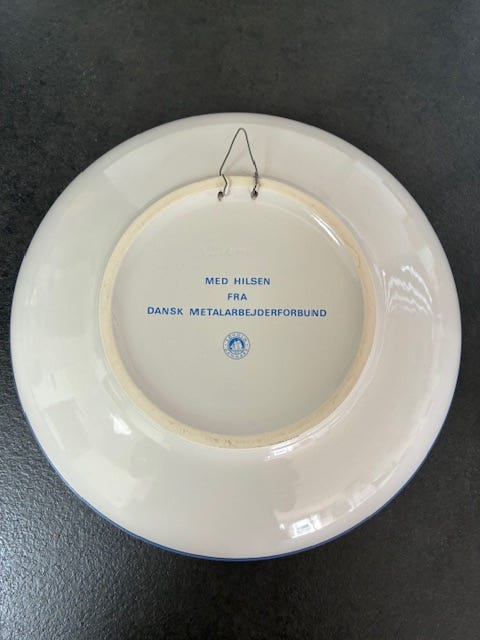 MED HILSEN
FRA
DANSK METALARBEJDERFORBUND